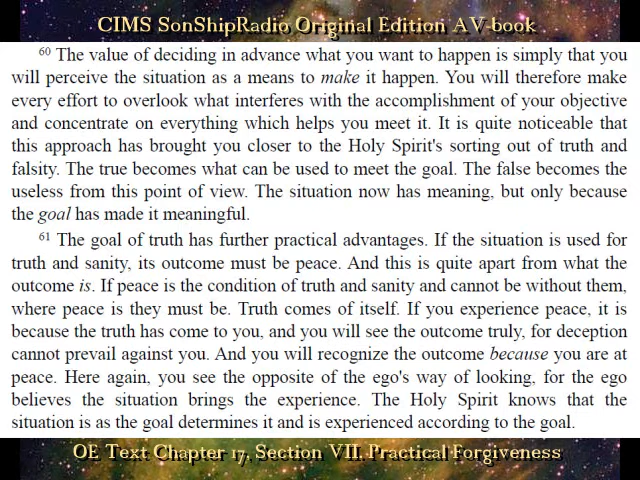 CIMS SonShipRadio Original Edition AV-book
60 The value of deciding in advance what you want to happen is simply that you
will perceive the situation as a means to make it happen. You will therefore make
every effort to overlook what interferes with the accomplishment of your objective
and concentrate on everything which helps you meet it. It is quite noticeable that
this approach has brought you closer to the Holy Spirit's sorting out of truth and
falsity. The true becomes what can be used to meet the goal. The false becomes the
useless from this point of view. The situation now has meaning, but only because
the goal has made it meaningful.
61 The goal of truth has further practical advantages. If the situation is used for
truth and sanity, its outcome must be peace. And this is quite apart from what the
outcome is. If peace is the condition of truth and sanity and cannot be without them,
where peace is they must be. Truth comes of itself. If you experience peace, it is
because the truth has come to you, and you will see the outcome truly, for deception
cannot prevail against you. And you will recognize the outcome because you are at
peace. Here again, you see the opposite of the ego's way of looking, for the ego
believes the situation brings the experience. The Holy Spirit knows that the
situation is as the goal determines it and is experienced according to the goal.
OE Text Chapter 17, Section VII. Practical Forgiveness